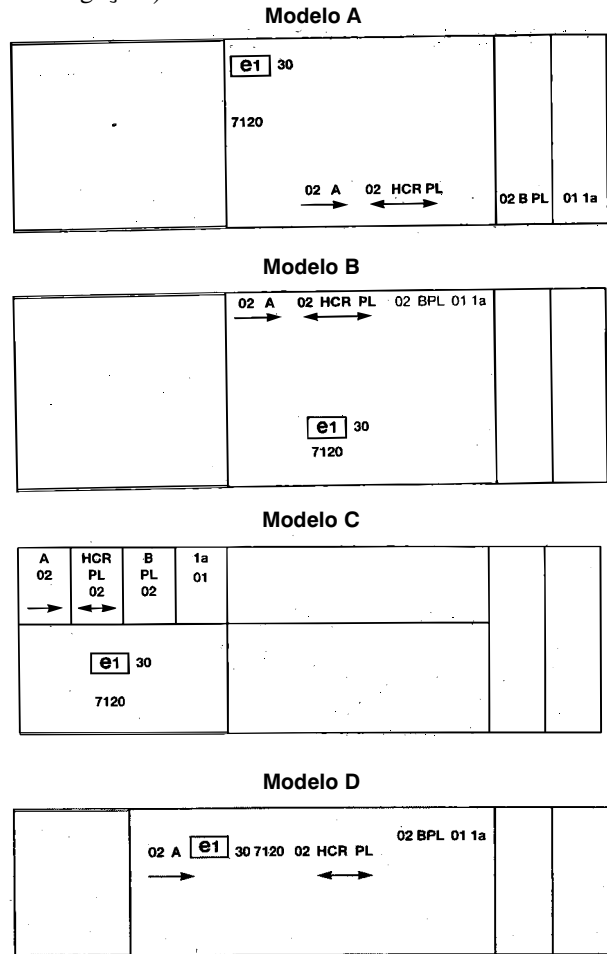 Modelo A
e1 30
7120
02 A 02 HCR PL 02 B PL 01 1a
Modelo B
02 A 02 HCR PL 02 BPL 01 1a
e1 30
7120
Modelo C
A HCR B 1a
02 PL PL 01
02 02
e1 30
7120
Modelo D
02 BPL 01 1a
02 A e1 30 7120 02 HCR PL